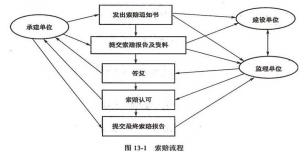 发出索赔通知书
承建单位
建设单位
提交索赔报告及资料
答复
监理单位
索赔认可
提交最终索赔报告
图 13-1 索赔流程